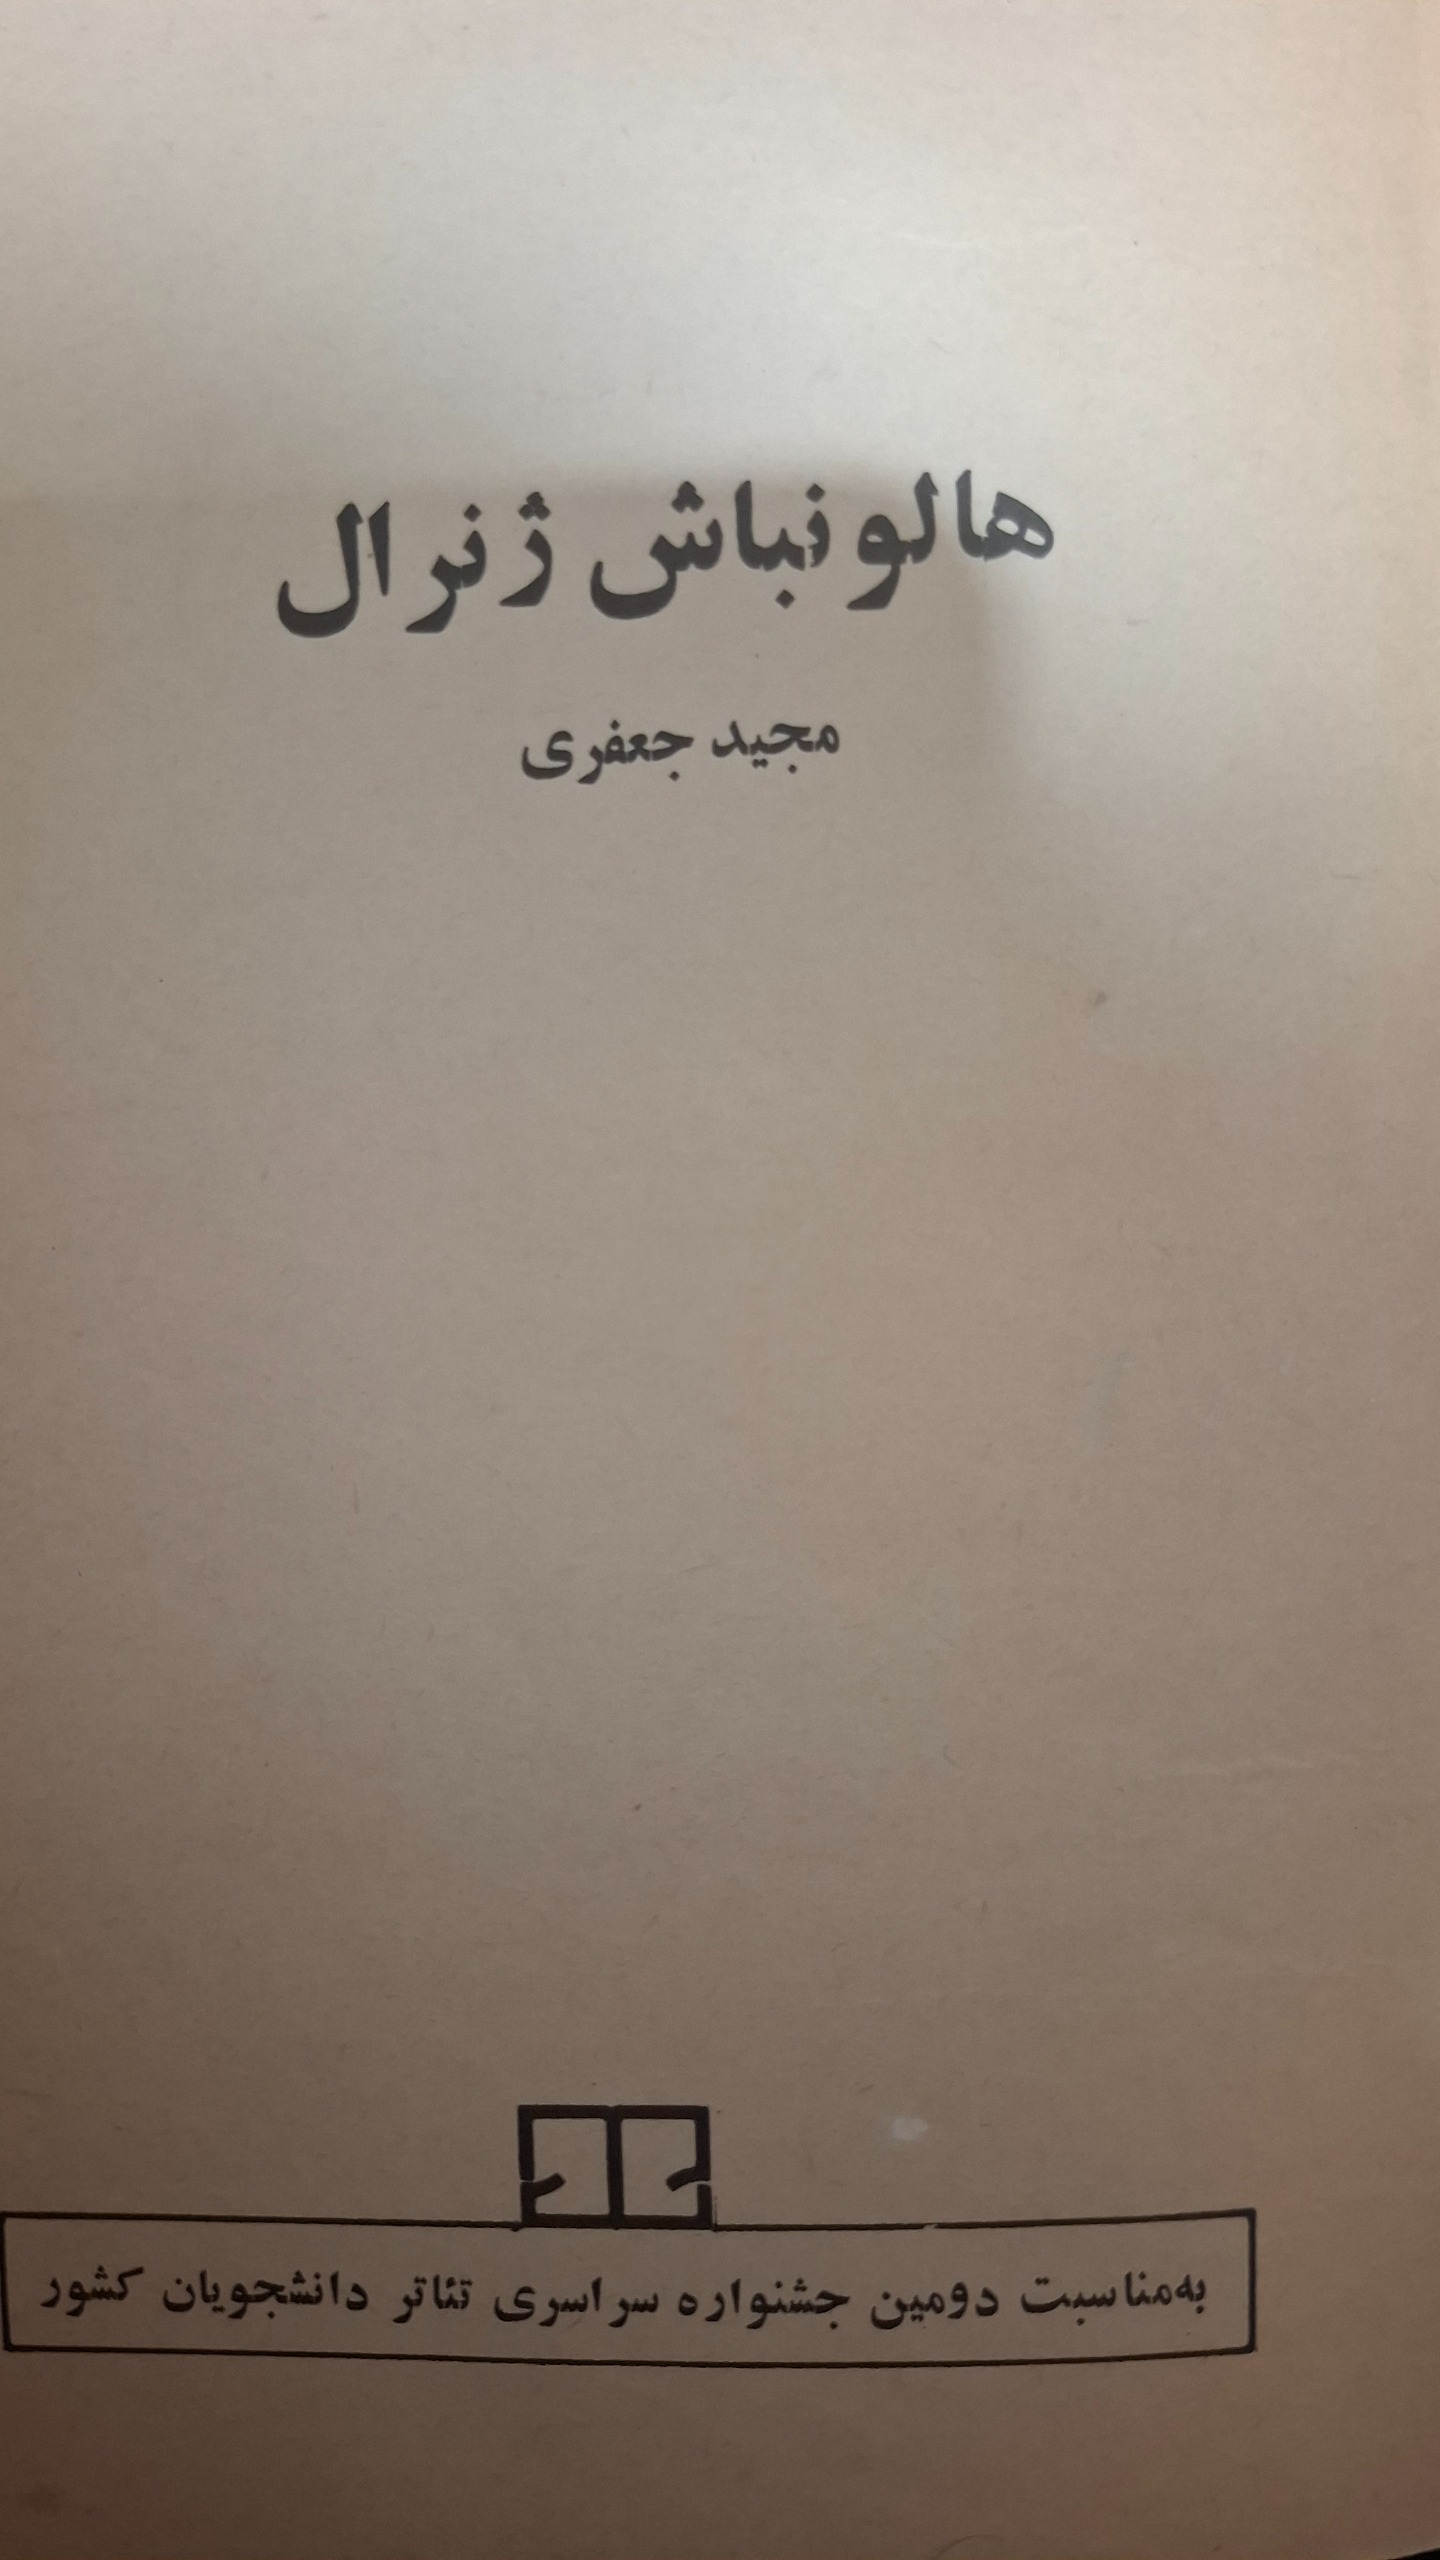 هالو نباش ژنرال
مجید جعفری
به‌مناسبت دومین جشنواره سراسری تئاتر دانشجویان کشور